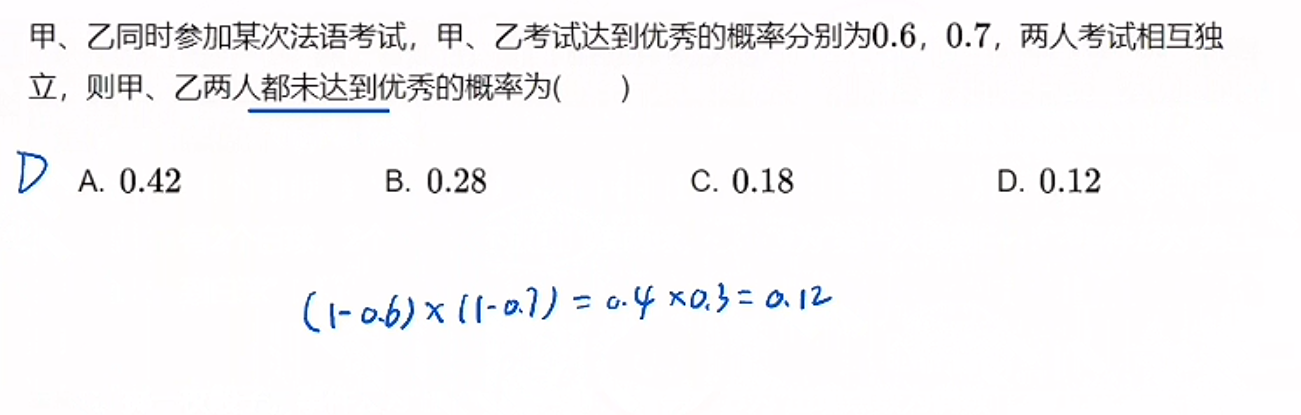 甲、乙同时参加某次法语考试，甲、乙考试达到优秀的概率分别为0.6，0.7，两人考试相互独
立，则甲、乙两人都未达到优秀的概率为(　　)
D A. 0.42 B. 0.28 C. 0.18 D. 0.12
(1-0.6)×(1-0.7)=0.4×0.3=0.12